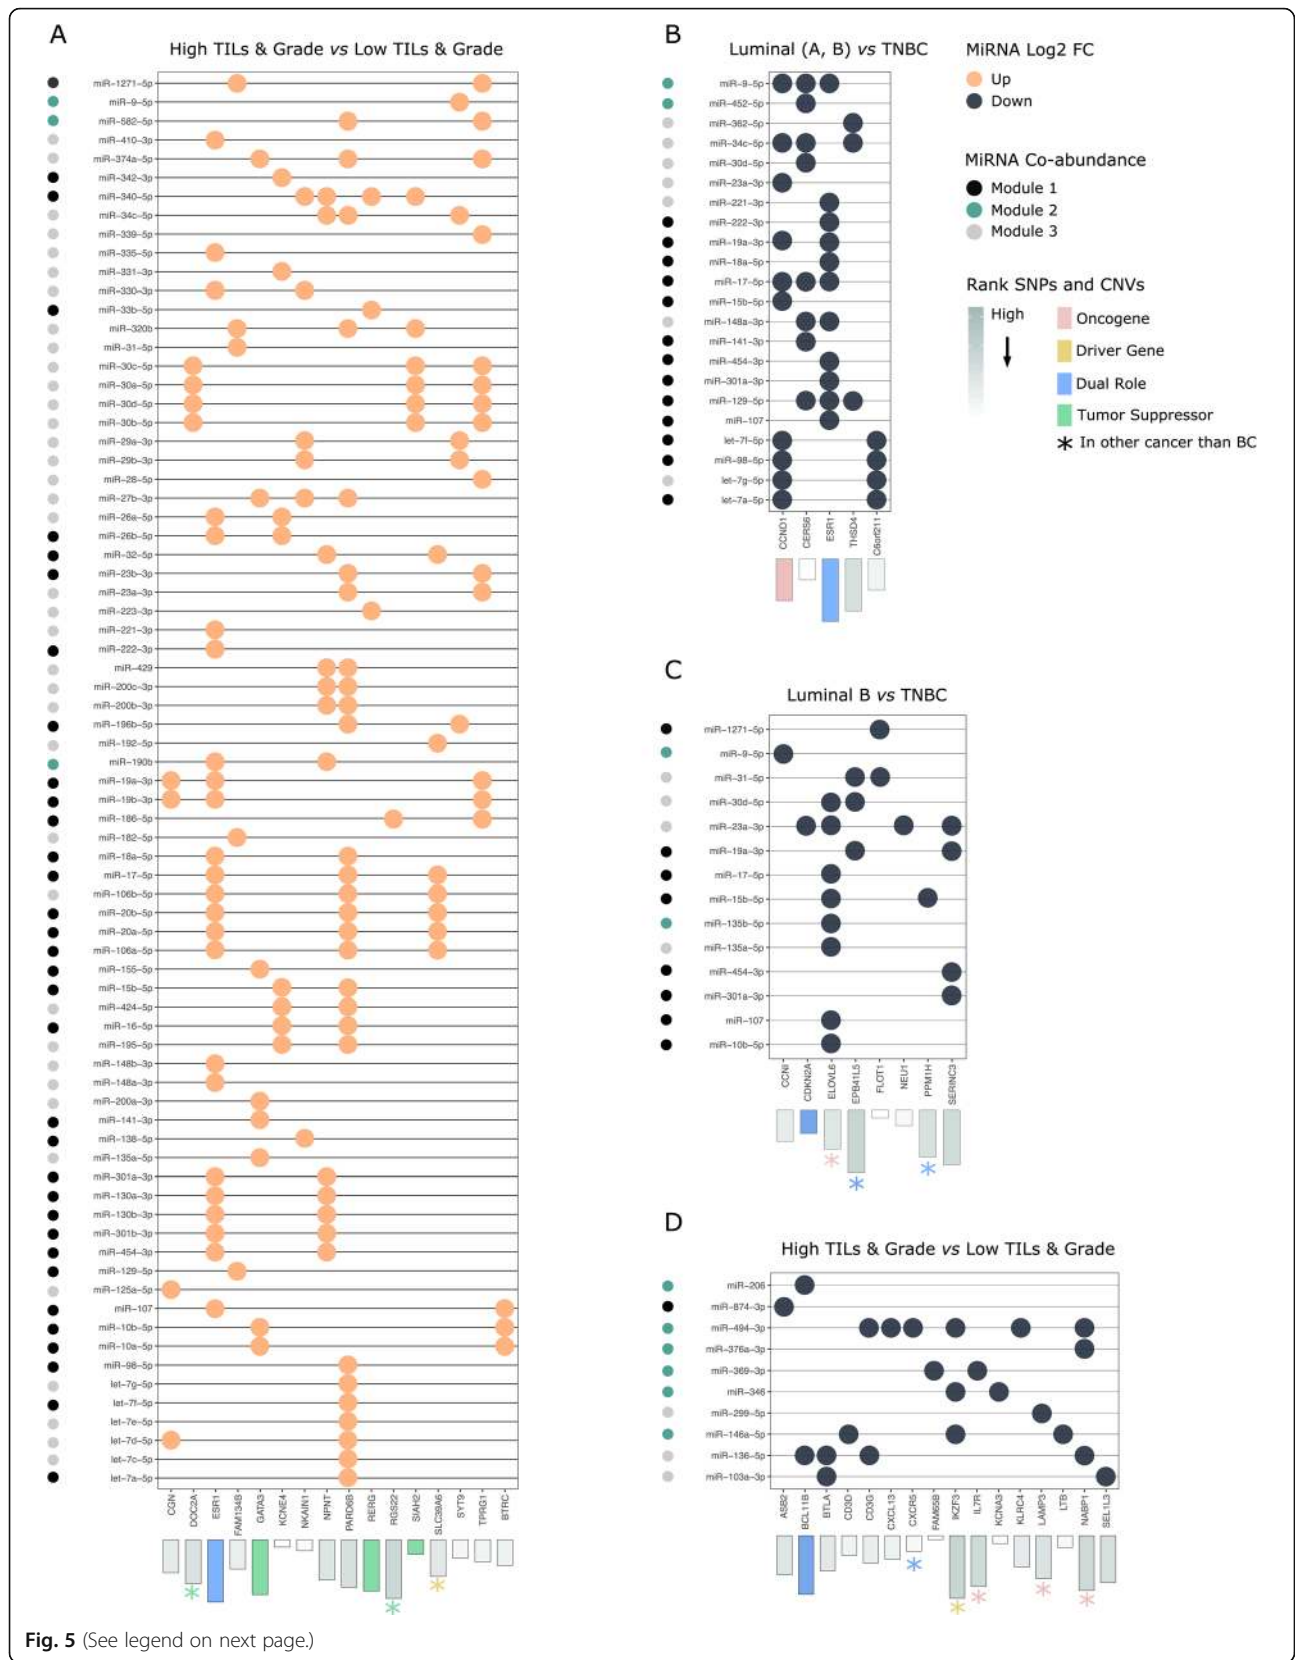 A
High TILs & Grade vs Low TILs & Grade
miR-1271-5p
miR-9-5p
miR-582-5p
miR-410-3p
miR-374a-5p
miR-342-3p
miR-340-5p
miR-34c-5p
miR-339-5p
miR-335-5p
miR-331-3p
miR-330-3p
miR-33b-5p
miR-320b
miR-31-5p
miR-30c-5p
miR-30e-5p
miR-30d-5p
miR-30b-5p
miR-29a-3p
miR-29b-3p
miR-28-5p
miR-27b-3p
miR-26a-5p
miR-26b-5p
miR-32-5p
miR-23b-3p
miR-23a-3p
miR-223-3p
miR-221-3p
miR-222-3p
miR-429
miR-200c-3p
miR-200b-3p
miR-196b-5p
miR-192-5p
miR-190b
miR-19a-3p
miR-19b-3p
miR-186-5p
miR-182-5p
miR-18a-5p
miR-17-5p
miR-106b-5p
miR-20b-5p
miR-20a-5p
miR-106a-5p
miR-155-5p
miR-15b-5p
miR-424-5p
miR-16-5p
miR-195-5p
miR-148b-3p
miR-148a-3p
miR-200a-3p
miR-141-3p
miR-138-5p
miR-135a-5p
miR-301a-3p
miR-130a-3p
miR-130b-3p
miR-301b-3p
miR-454-3p
miR-129-5p
miR-125a-5p
miR-107
miR-10b-5p
miR-10a-5p
miR-98-5p
let-7g-5p
let-7f-5p
let-7e-5p
let-7d-5p
let-7c-5p
let-7a-5p
CGN
DOC2A
ESR1
FAM134B
GATA3
KCNE4
NKAIN1
NPNT
PARD6B
RERG
RGS22
SIAH2
SLC39A6
SYT9
TPRG1
BTRC
B
Luminal (A, B) vs TNBC
miR-9-5p
miR-452-5p
miR-362-5p
miR-34c-5p
miR-30d-5p
miR-23a-3p
miR-221-3p
miR-222-3p
miR-19a-3p
miR-18a-5p
miR-17-5p
miR-15b-5p
miR-148a-3p
miR-141-3p
miR-454-3p
miR-301a-3p
miR-129-5p
miR-107
let-7f-5p
miR-98-5p
let-7g-5p
let-7a-5p
CCND1
CERS6
ESR1
THSD4
C6orf211
MiRNA Log2 FC
Up
Down
MiRNA Co-abundance
Module 1
Module 2
Module 3
Rank SNPs and CNVs
High
Oncogene
Driver Gene
Dual Role
Tumor Suppressor
In other cancer than BC
C
Luminal B vs TNBC
miR-1271-5p
miR-9-5p
miR-31-5p
miR-30d-5p
miR-23a-3p
miR-19a-3p
miR-17-5p
miR-15b-5p
miR-135b-5p
miR-135a-5p
miR-454-3p
miR-301a-3p
miR-107
miR-10b-5p
CCNI
CDKN2A
ELOVL6
EPB41L5
FLOT1
NEU1
PPM1H
SERINC3
D
High TILs & Grade vs Low TILs & Grade
miR-206
miR-874-3p
miR-494-3p
miR-376a-3p
miR-369-3p
miR-346
miR-299-5p
miR-146a-5p
miR-136-5p
miR-103a-3p
ASB2
BCL11B
BTLA
CD3D
CD3G
CXCL13
CXCR5
FAM65B
IKZF3
IL7R
KCNA3
KLRC4
LAMP3
LTB
NABP1
SEL1L3
Fig. 5 (See legend on next page.)